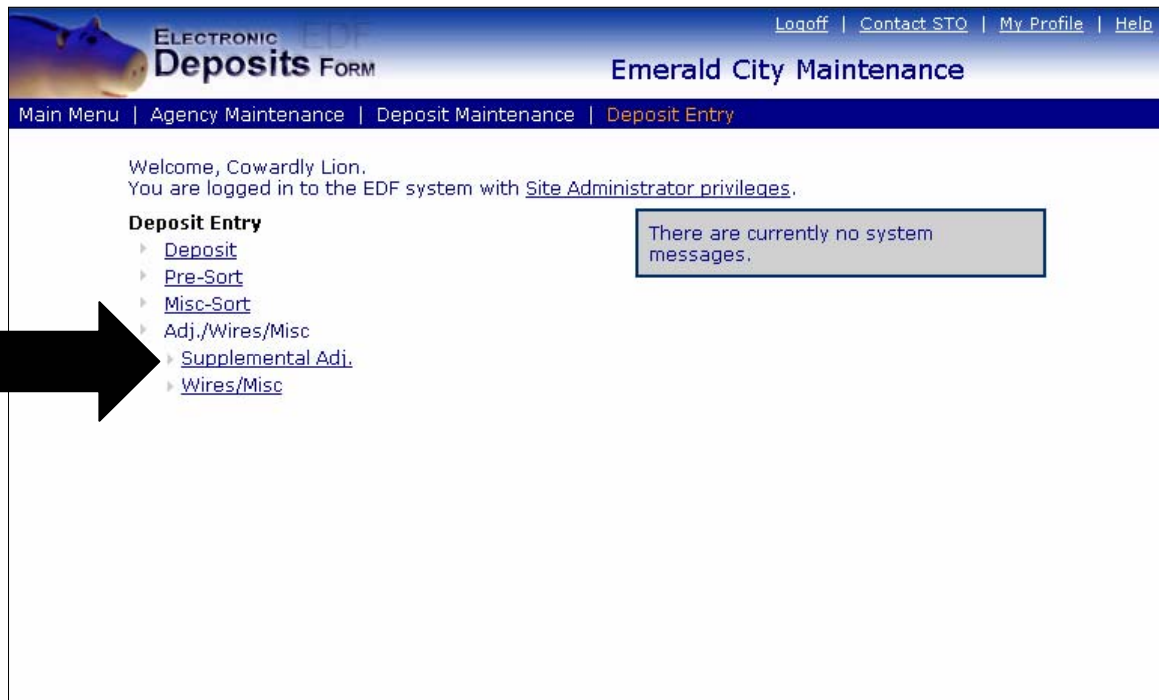 Logoff | Contact STO | My Profile | Help
ELECTRONIC EDF
Deposits FORM
Emerald City Maintenance
Main Menu | Agency Maintenance | Deposit Maintenance | Deposit Entry
Welcome, Cowardly Lion.
You are logged in to the EDF system with Site Administrator privileges.
Deposit Entry
Deposit
Pre-Sort
Misc-Sort
Adj./Wires/Misc
Supplemental Adj.
Wires/Misc
There are currently no system
messages.